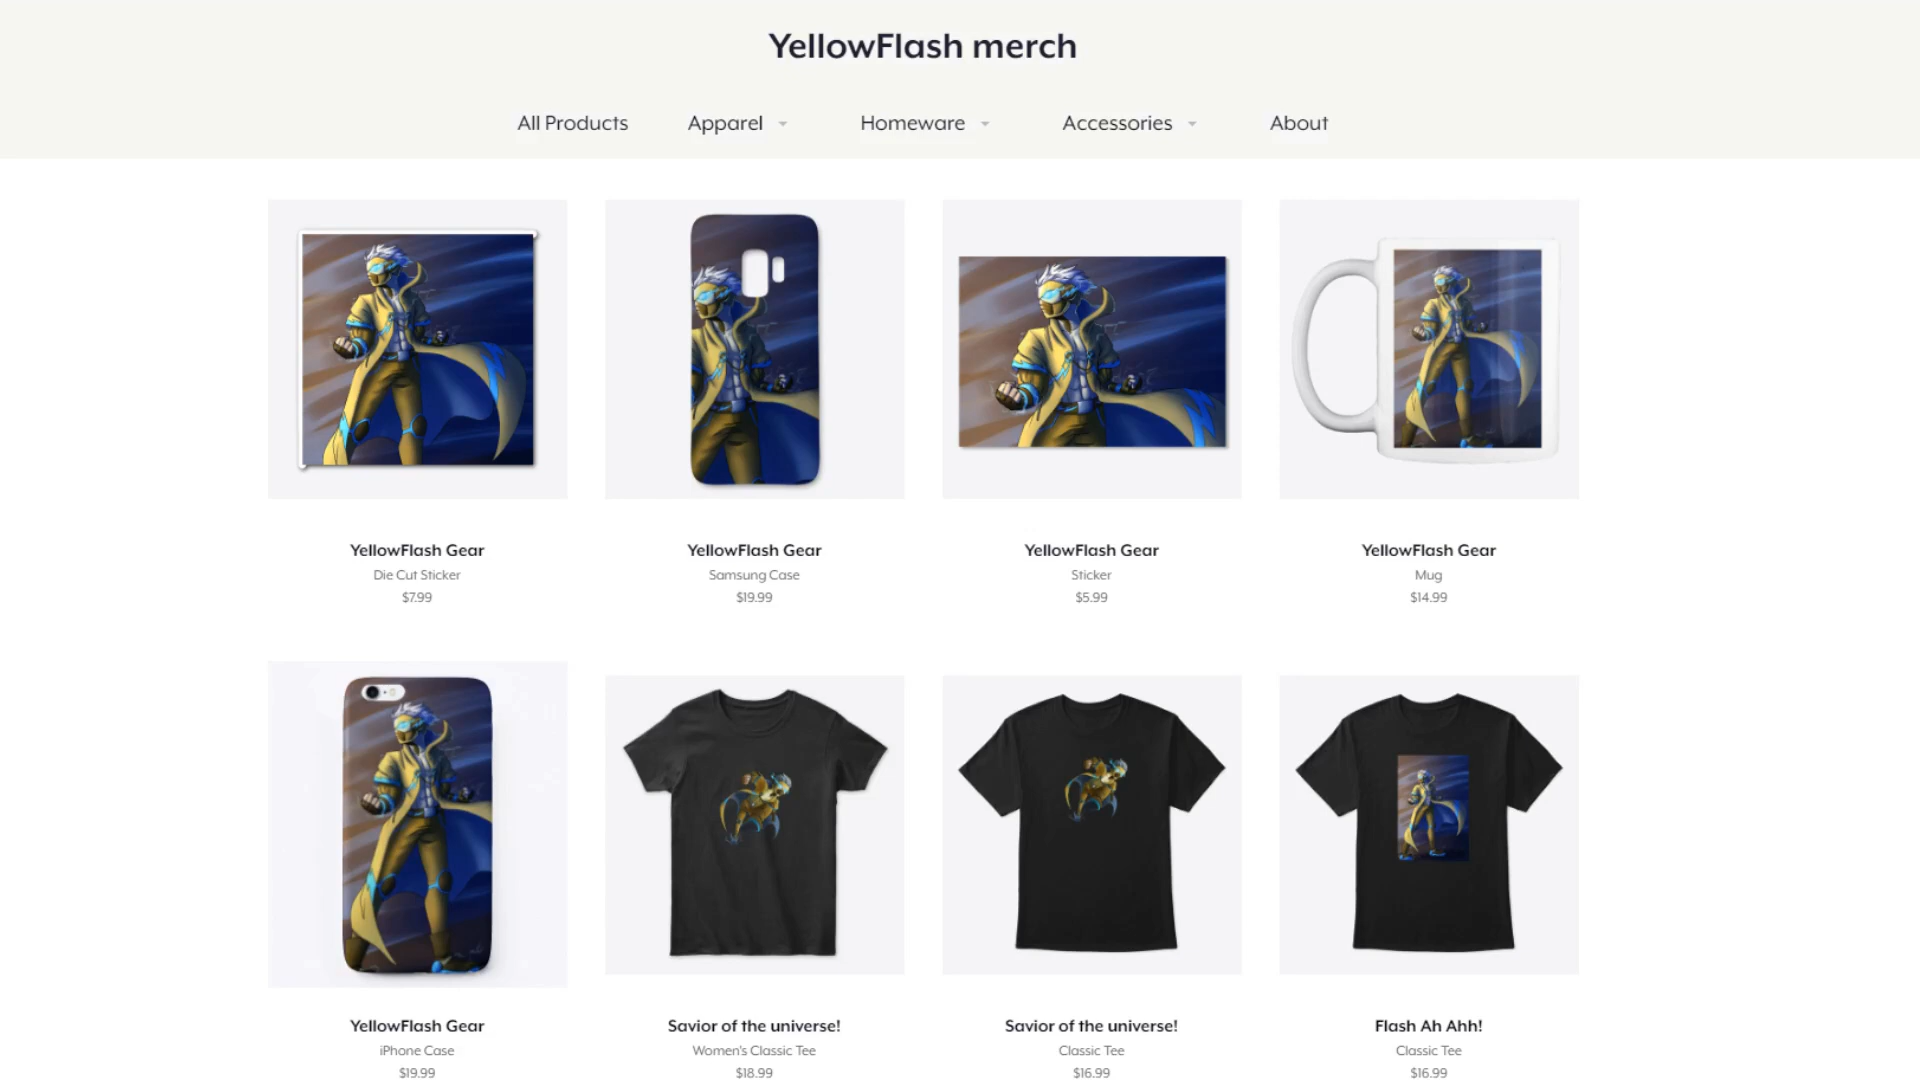 YellowFlash merch
All Products Apparel Homeware Accessories About
YellowFlash Gear
Die Cut Sticker
$7.99
YellowFlash Gear
Samsung Case
$19.99
YellowFlash Gear
Sticker
$5.99
YellowFlash Gear
Mug
$14.99
YellowFlash Gear
iPhone Case
$19.99
Savior of the universe!
Women's Classic Tee
$18.99
Savior of the universe!
Classic Tee
$16.99
Flash Ah Ahh!
Classic Tee
$16.99